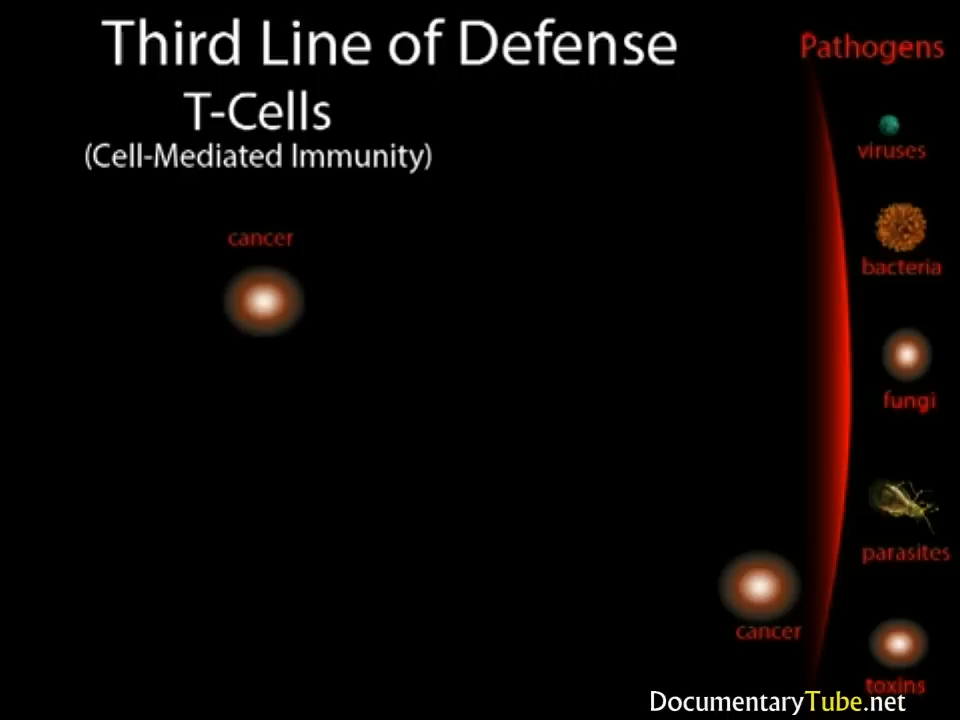 Third Line of Defense
T-Cells
(Cell-Mediated Immunity)
cancer
Pathogens
viruses
bacteria
fungi
parasites
cancer
toxins
DocumentaryTube.net